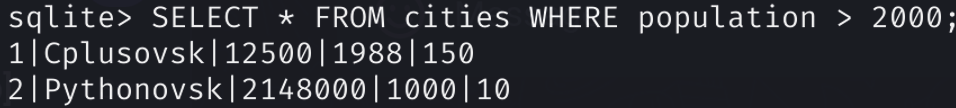 sqlite> SELECT * FROM cities WHERE population > 2000;
1|Cplusovsk|12500|1988|150
2|Pythonovsk|2148000|1000|10